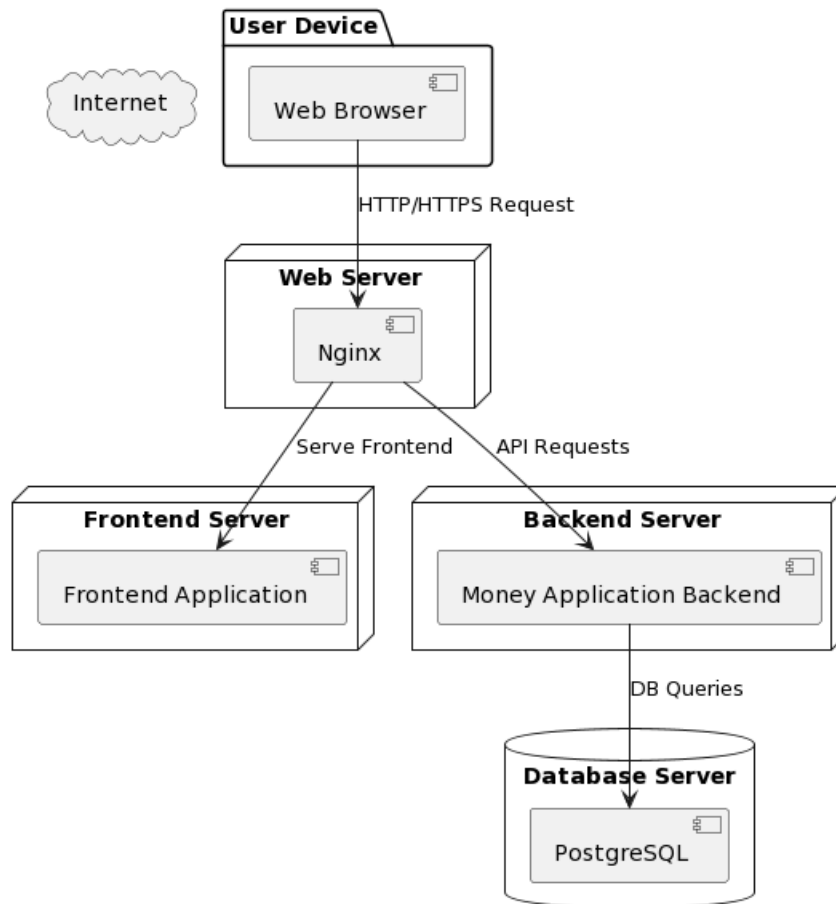 User Device
Internet
Web Browser
HTTP/HTTPS Request
Web Server
Nginx
Serve Frontend
API Requests
Frontend Server
Backend Server
Frontend Application
Money Application Backend
DB Queries
Database Server
PostgreSQL